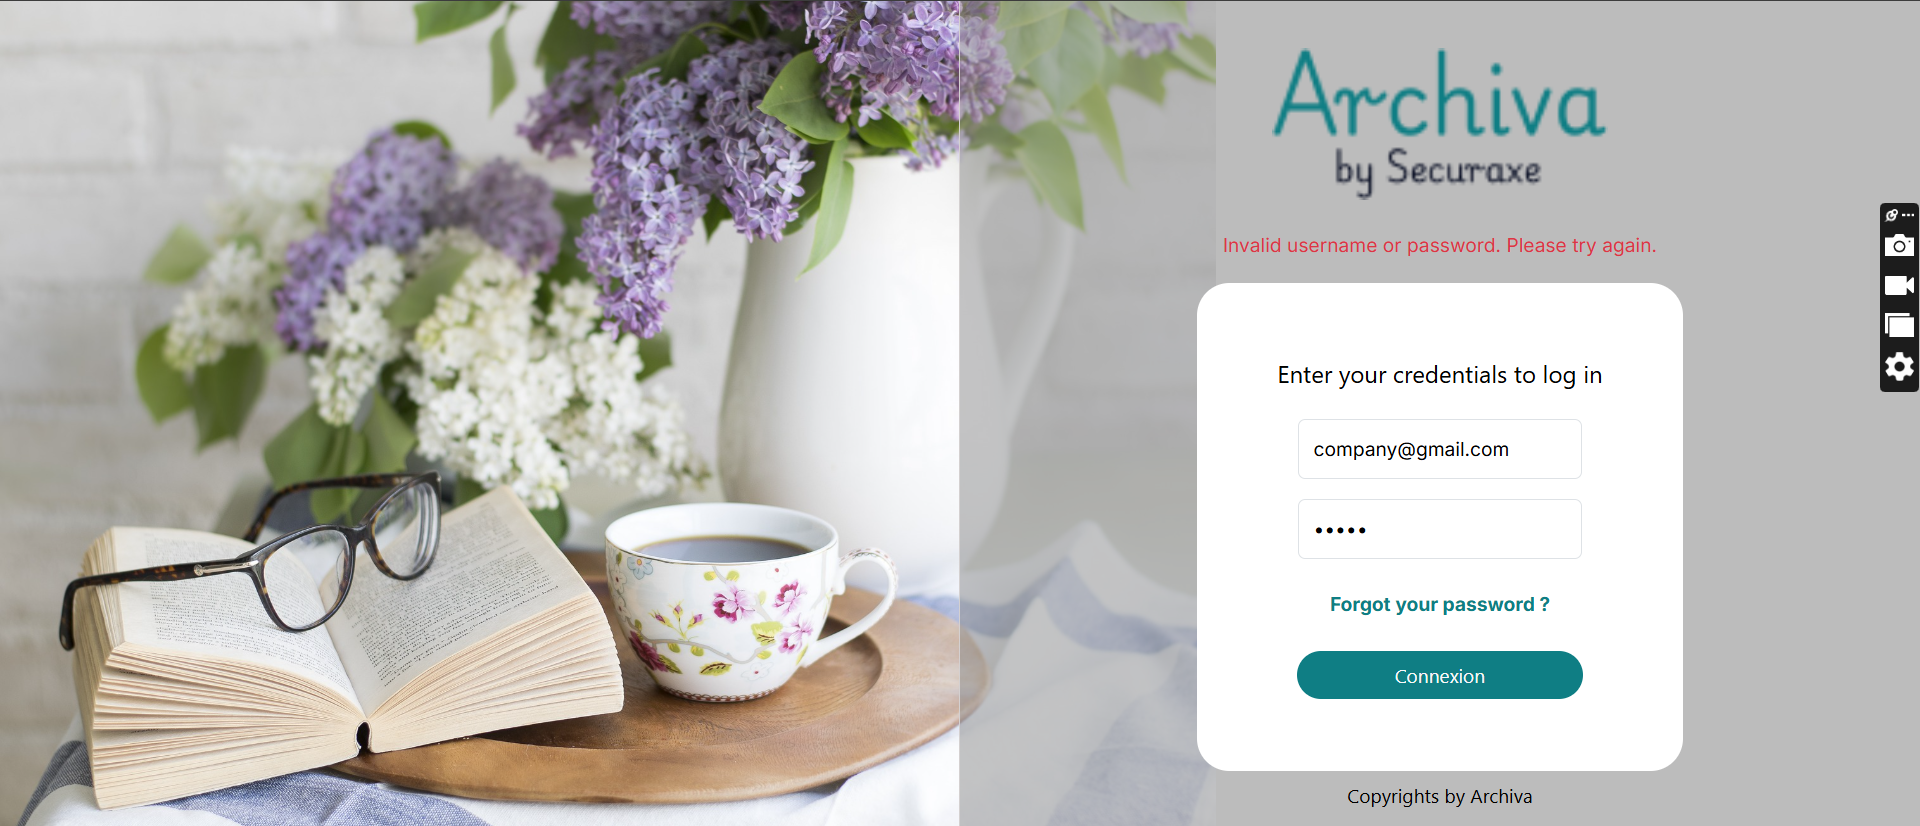 Archiva
by Securaxe
Invalid username or password. Please try again.
Enter your credentials to log in
company@gmail.com
•••••
Forgot your password ?
Connexion
Copyrights by Archiva